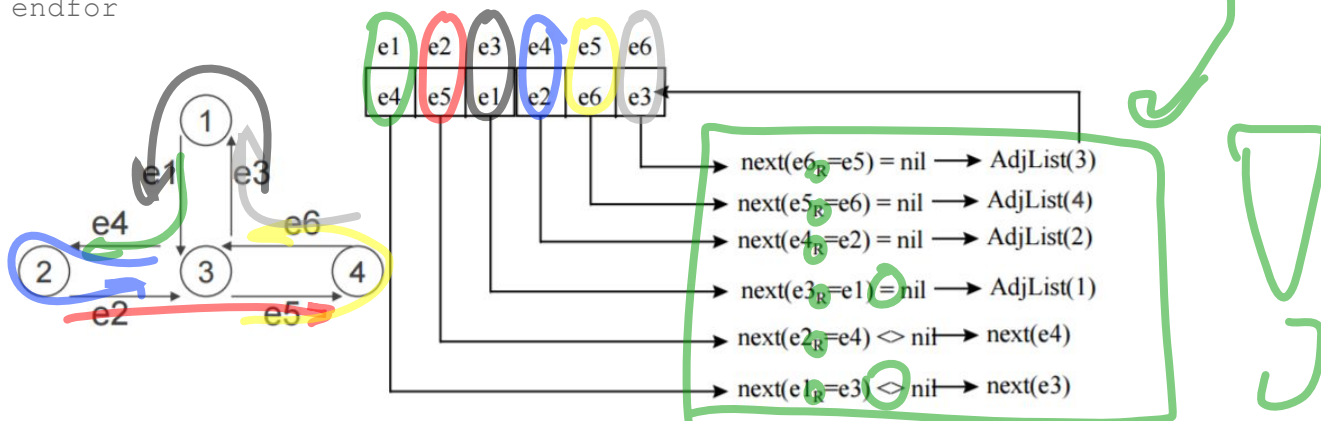 endfor
e1 e2 e3 e4 e5 e6
e4 e5 e1 e2 e6 e3
1
e1 e3
e4 e6
2 3 4
e2 e5
next(e6R=e5) = nil → AdjList(3)
next(e5R=e6) = nil → AdjList(4)
next(e4R=e2) = nil → AdjList(2)
next(e3R=e1) = nil → AdjList(1)
next(e2R=e4) <> nil → next(e4)
next(e1R=e3) <> nil → next(e3)